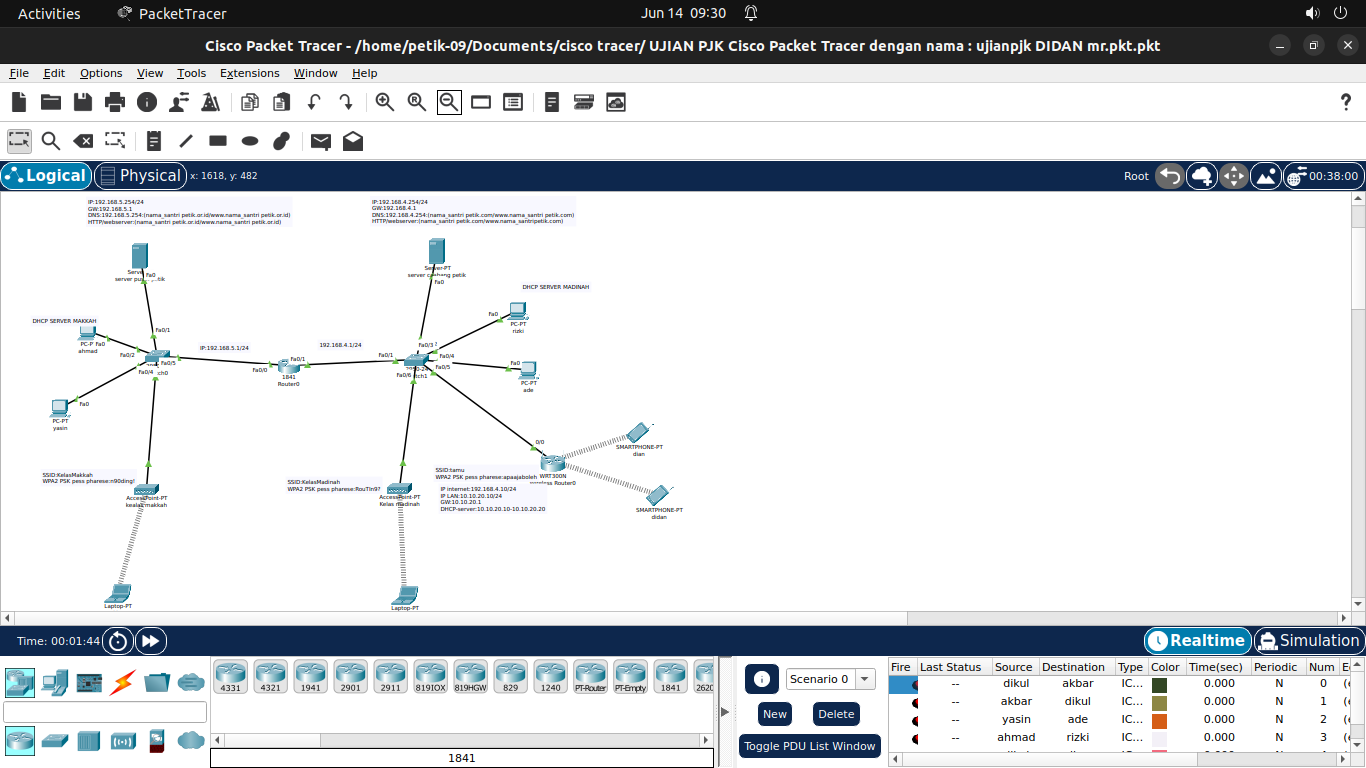 Activities
PacketTracer
Jun 14 09:30
Cisco Packet Tracer - /home/petik-09/Documents/cisco tracer/ UJIAN PJK Cisco Packet Tracer dengan nama : ujianpjk DIDAN mr.pkt.pkt
File Edit Options View Tools Extensions Window Help
Logical
Physical
x: 1618, y: 482
Root
00:38:00
IP:192.168.5.254/24
GW:192.168.5.1
DNS:192.168.5.254:(nama_santri petik.or.id/www.nama_santri petik.or.id)
HTTP/webserver:(nama_santri petik.or.id/www.nama_santri petik.or.id)
IP:192.168.4.254/24
GW:192.168.4.1
DNS:192.168.4.254:(nama_santri petik.com/www.nama_santri petik.com)
HTTP/webserver:(nama_santri petik.com/www.nama_santripetik.com)
Fa0
Server-PT
server cabang petik
Fa0
DHCP SERVER MADINAH
DHCP SERVER MAKKAH
Fa0
PC-PT
rizki
Fa0/1
Fa0
ahmad
Fa0/2
Fa0/5
Fa0/4
IP:192.168.5.1/24
192.168.4.1/24
Fa0/0
Fa0/1
1841
Router0
Fa0/1
Fa0/3
Fa0/4
Fa0/5
Fa0/6
Fa0
PC-PT
ade
Fa0
PC-PT
yasin
0/0
SMARTPHONE-PT
dian
WRT300N
SMARTPHONE-PT
didan
SSID:KelasMakkah
WPA2 PSK pess pharese:n90ding!
AccessPoint-PT
SSID:KelasMadinah
WPA2 PSK pess pharese:RouTIn9?
AccessPoint-PT
Kelas madinah
SSID:tamu
WPA2 PSK pess pharese:apaajaboleh
IP internet:192.168.4.10/24
IP LAN:10.10.20.10/24
GW:10.10.20.1
DHCP-server:10.10.20.10-10.10.20.20
Laptop-PT
Laptop-PT
Time: 00:01:44
Realtime
Simulation
4331 4321 1941 2901 2911 819IOX 819HGW 829 1240 PT-Router PT-Empty 1841 2620
1841
Scenario 0
New
Delete
Toggle PDU List Window
Fire Last Status Source Destination Type Color Time(sec) Periodic Num
-- dikul akbar IC... 0.000 N 0
-- akbar dikul IC... 0.000 N 1
-- yasin ade IC... 0.000 N 2
-- ahmad rizki IC... 0.000 N 3